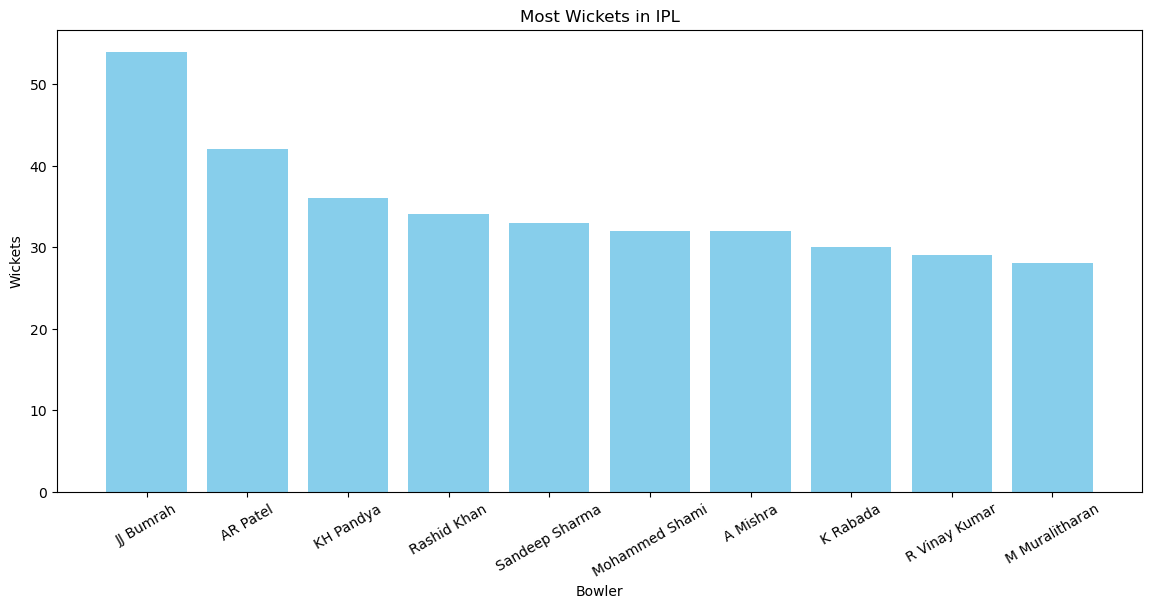 Most Wickets in IPL
Wickets
50
40
30
20
10
0
JJ Bumrah
AR Patel
KH Pandya
Rashid Khan
Sandeep Sharma
Mohammed Shami
A Mishra
K Rabada
R Vinay Kumar
M Muralitharan
Bowler